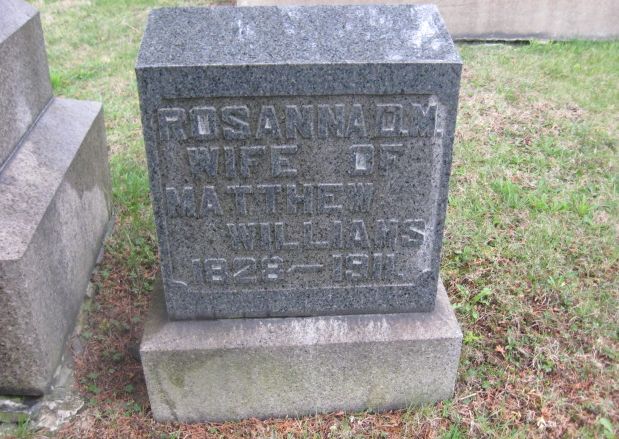 ROSANNA D.M.
WIFE OF
MATTHEW
WILLIAMS
1828–1911